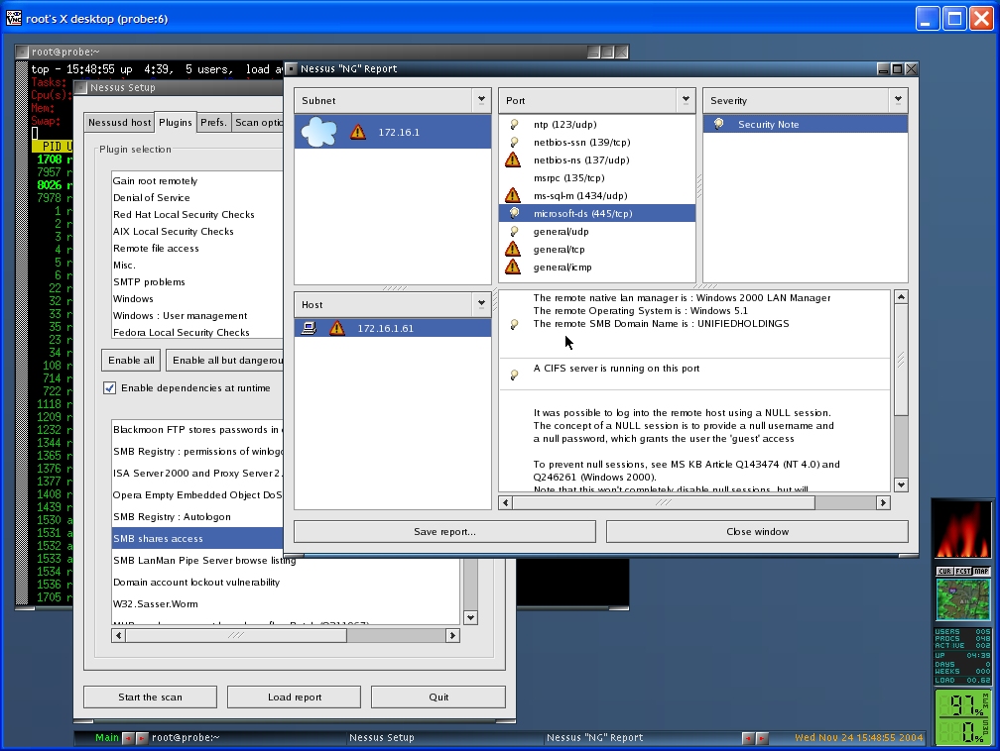 root's X desktop (probe:6)
root@probe:~
top - 15:48:55 up  4:39,  5 users,  load av
Tasks:
Cpu(s):
Mem:
Swap:
PID U
1708 r
7957 r
8026 r
7978 r
1 r
2 r
3 r
4 r
5 r
6 r
22 r
32 r
33 r
35 r
23 r
34 r
108 r
714 r
722 r
1118 r
1209 r
1232 r
1344 r
1365 r
1376 r
1377 r
1408 r
1439 r
1530 a
1531 a
1532 a
1533 a
1534 a
1536 r
1705 r
Nessus Setup
Nessusd host
Plugins
Prefs.
Scan optio
Plugin selection
Gain root remotely
Denial of Service
Red Hat Local Security Checks
AIX Local Security Checks
Remote file access
Misc.
SMTP problems
Windows
Windows : User management
Fedora Local Security Checks
Enable all
Enable all but dangerou
Enable dependencies at runtime
Blackmoon FTP stores passwords in
SMB Registry : permissions of winlogo
ISA Server 2000 and Proxy Server 2.
Opera Empty Embedded Object DoS
SMB Registry : Autologon
SMB shares access
SMB LanMan Pipe Server browse listing
Domain account lockout vulnerability
W32.Sasser.Worm
Start the scan
Load report
Quit
Nessus "NG" Report
Subnet
172.16.1
Port
ntp (123/udp)
netbios-ssn (139/tcp)
netbios-ns (137/udp)
msrpc (135/tcp)
ms-sql-m (1434/udp)
microsoft-ds (445/tcp)
general/udp
general/tcp
general/icmp
Severity
Security Note
Host
172.16.1.61
The remote native lan manager is : Windows 2000 LAN Manager
The remote Operating System is : Windows 5.1
The remote SMB Domain Name is : UNIFIEDHOLDINGS
A CIFS server is running on this port
It was possible to log into the remote host using a NULL session.
The concept of a NULL session is to provide a null username and
a null password, which grants the user the 'guest' access
To prevent null sessions, see MS KB Article Q143474 (NT 4.0) and
Q246261 (Windows 2000).
Note that this won't completely disable null sessions, but will
Save report...
Close window
CUR FCST MAP
USERS 005
PROCS 048
ACTIVE 002
UP 04:39
DAYS 0
WEEKS 000
LOAD 00.62
97%
0%
Main
root@probe:~
Nessus Setup
Nessus "NG" Report
Wed Nov 24 15:48:55 2004